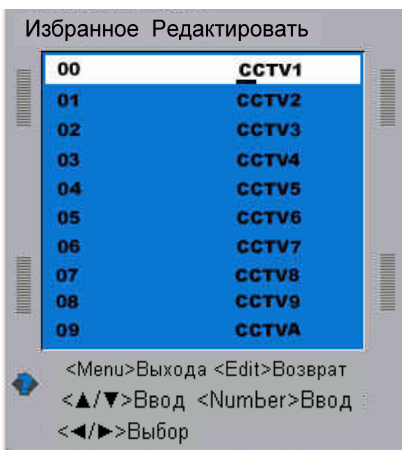 Избранное Редактировать
00 CCTV1
01 CCTV2
02 CCTV3
03 CCTV4
04 CCTV5
05 CCTV6
06 CCTV7
07 CCTV8
08 CCTV9
09 CCTVA
<Menu>Выхода <Edit>Возврат
<▲/▼>Ввод <Number>Ввод
<◄/►>Выбор